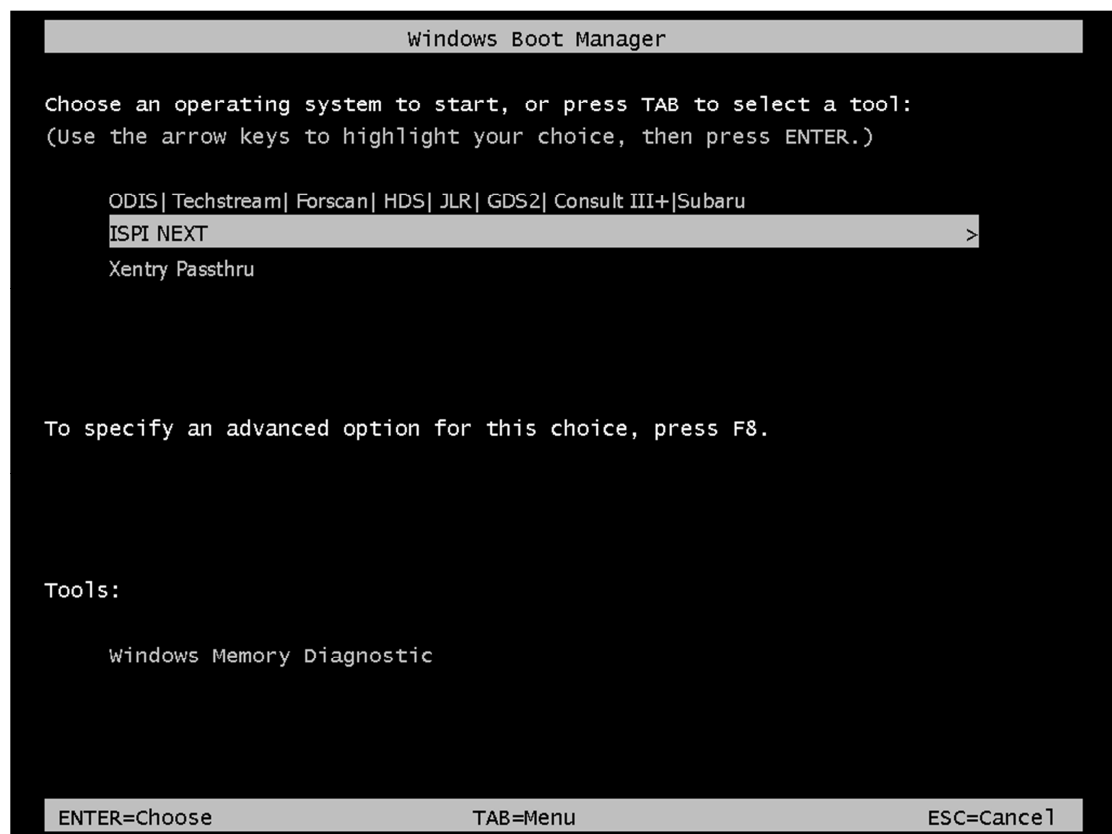 Windows Boot Manager
Choose an operating system to start, or press TAB to select a tool:
(Use the arrow keys to highlight your choice, then press ENTER.)
ODIS| Techstream| Forscan| HDS| JLR| GDS2| Consult III+|Subaru
ISPI NEXT >
Xentry Passthru
To specify an advanced option for this choice, press F8.
Tools:
Windows Memory Diagnostic
ENTER=Choose TAB=Menu ESC=Cancel